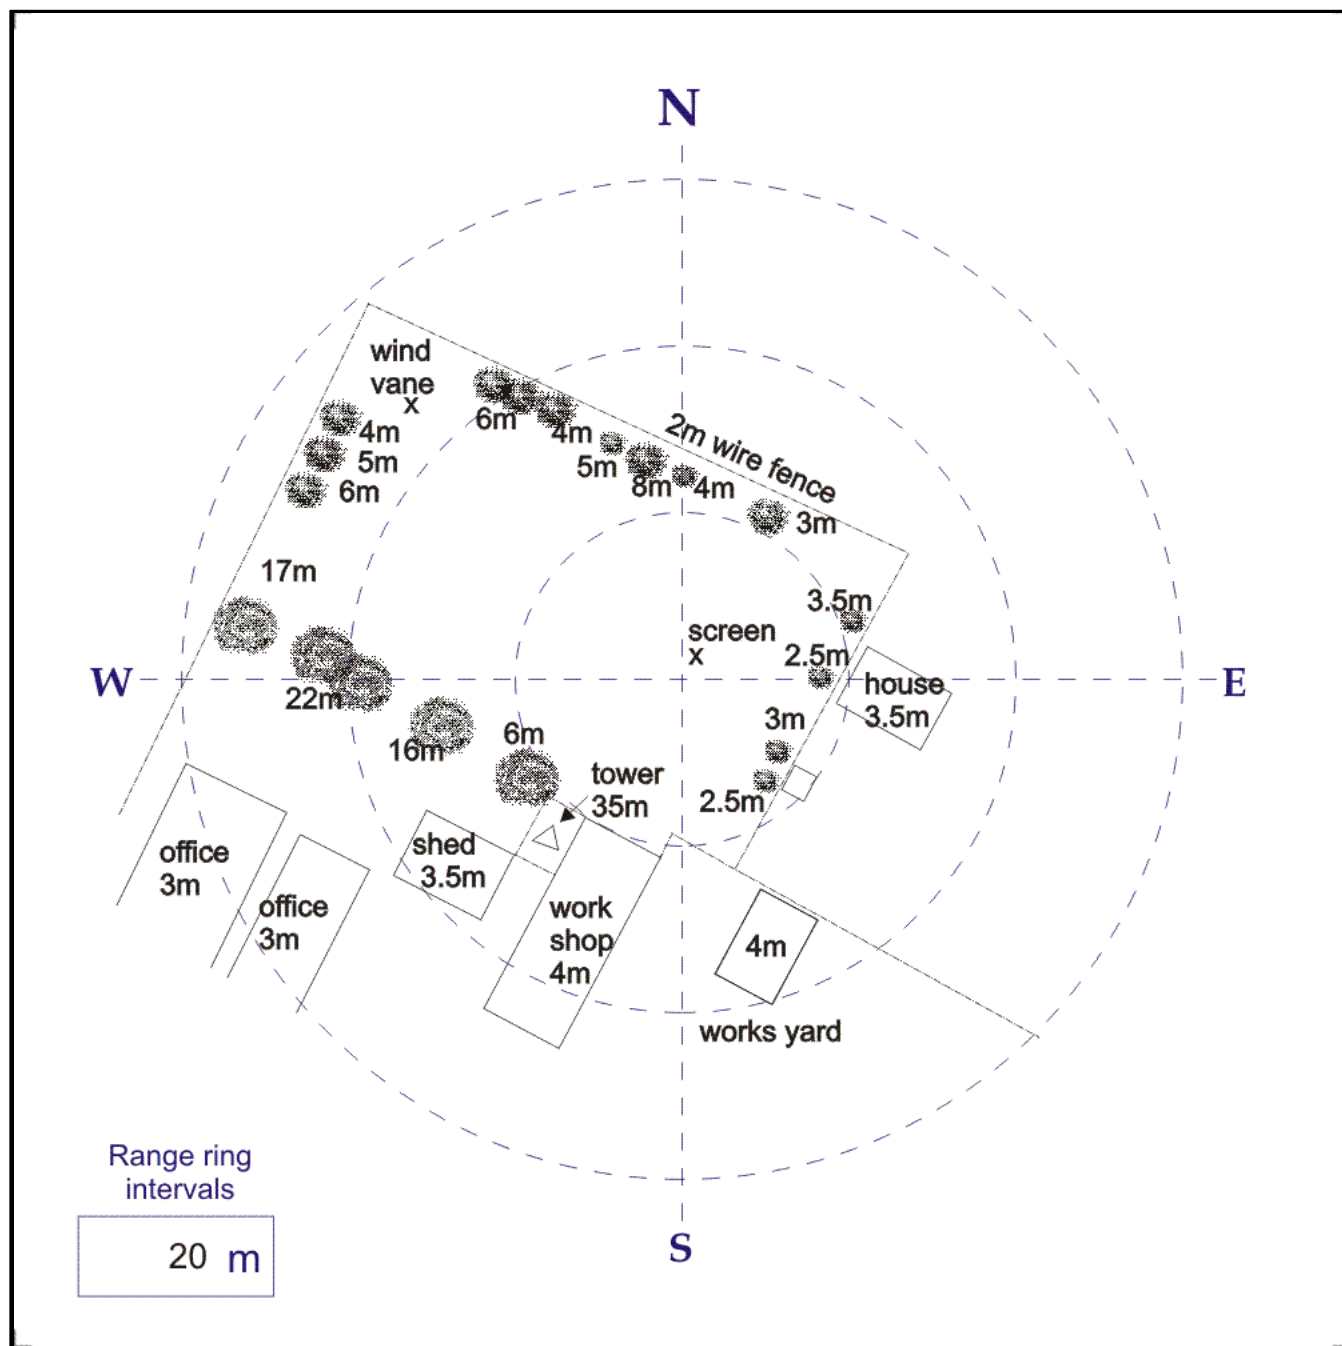 N
wind
vane
x
4m
5m
6m
6m
4m
5m
8m
4m
2m wire fence
3m
17m
3.5m
screen
x
2.5m
W
E
house
3.5m
22m
16m
6m
3m
tower
35m
2.5m
shed
3.5m
office
3m
office
3m
work
shop
4m
4m
works yard
Range ring
intervals
20 m
S